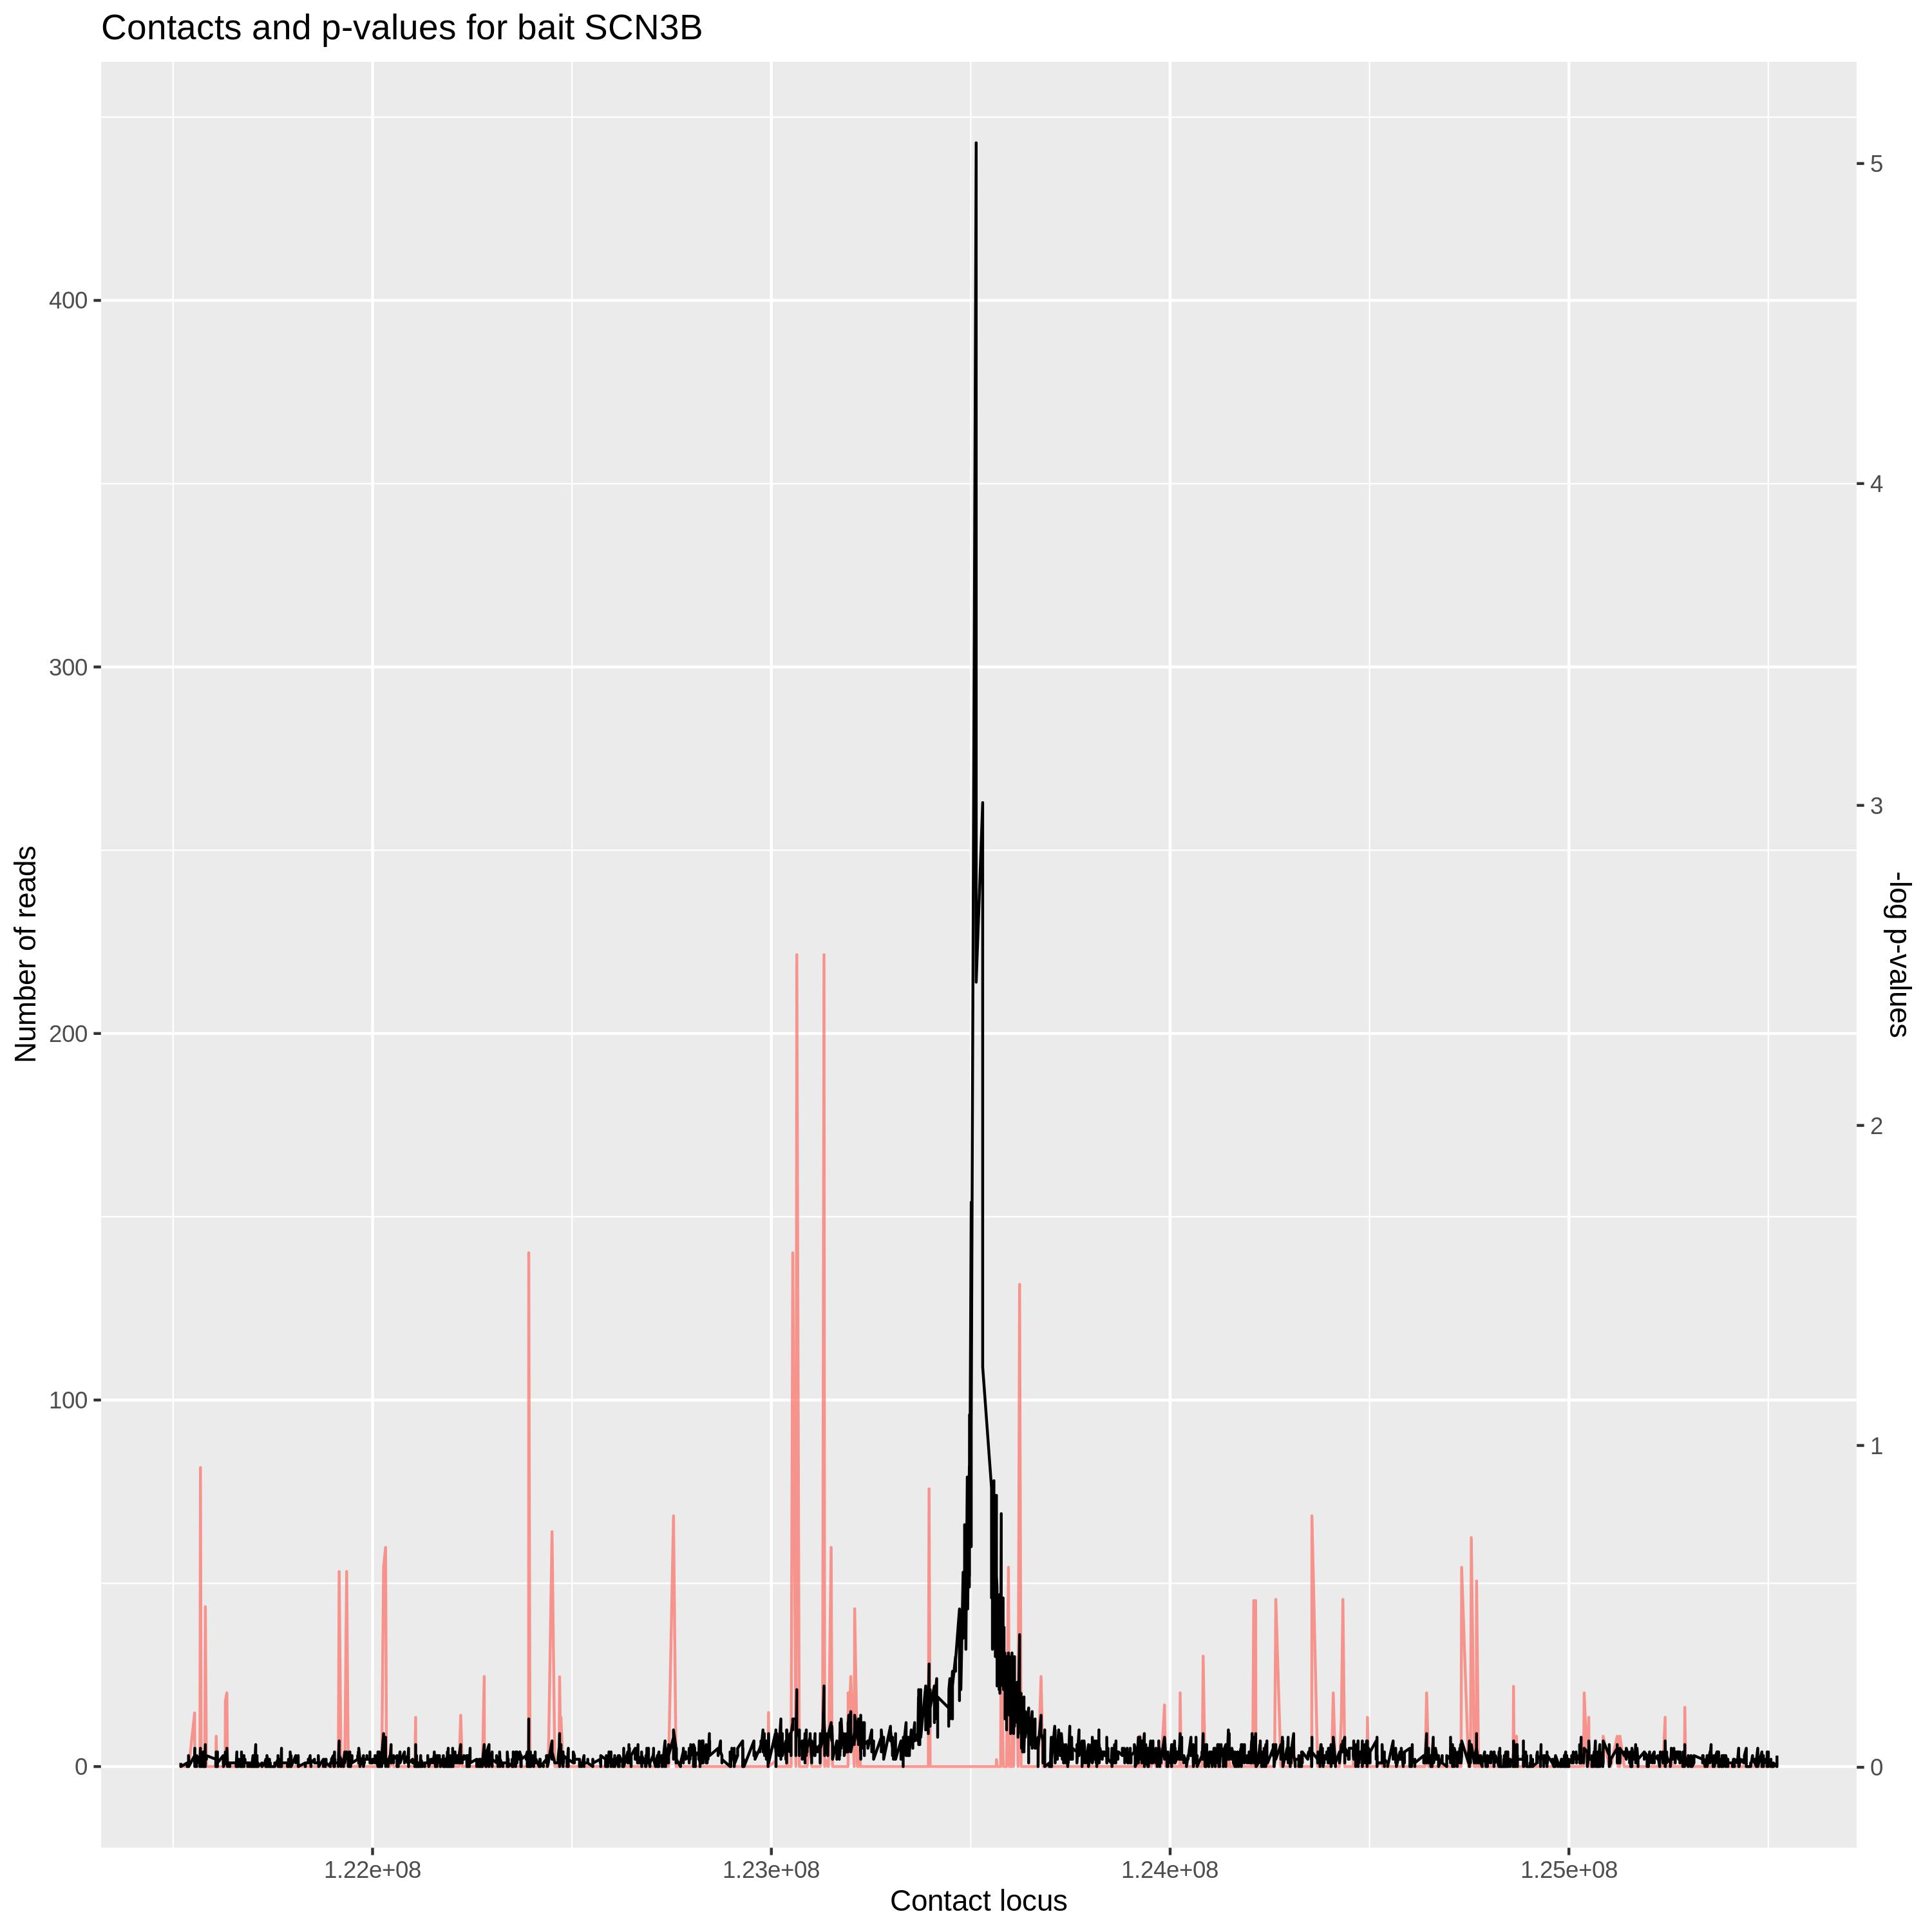 Contacts and p-values for bait SCN3B
Number of reads
400
300
200
100
0
5
4
3
2
1
0
-log p-values
1.22e+08
1.23e+08
1.24e+08
1.25e+08
Contact locus